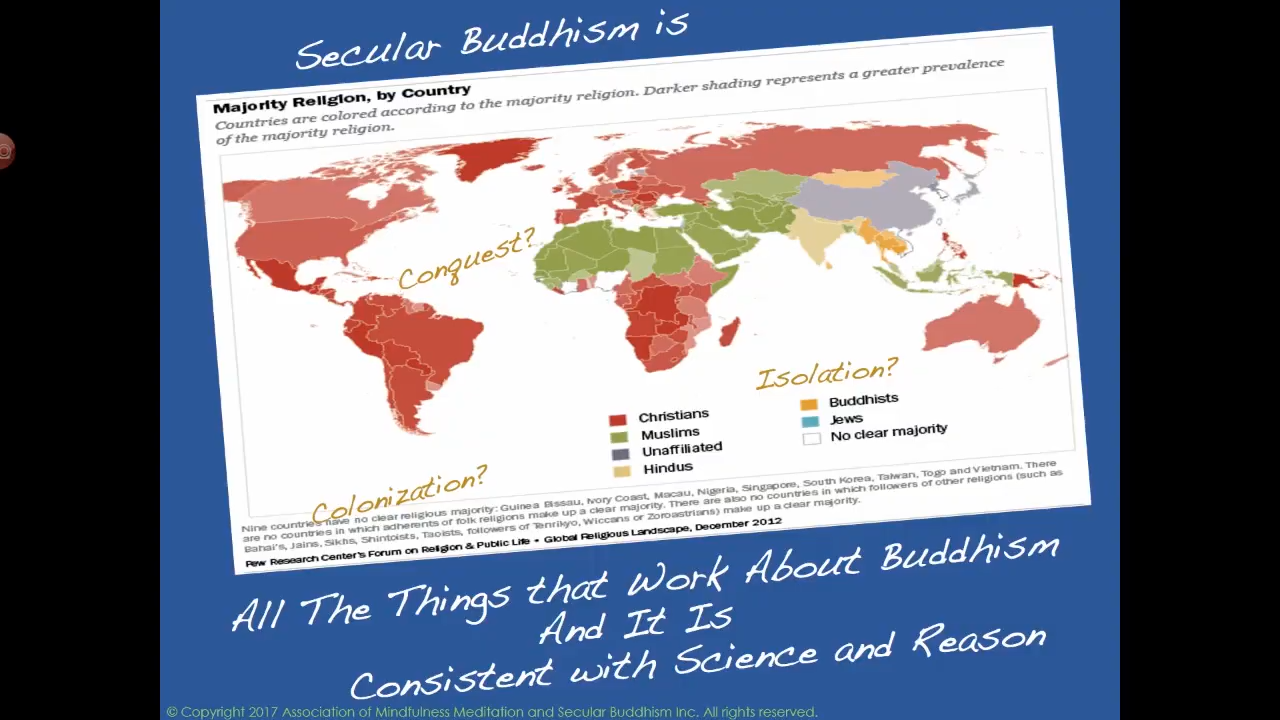 Secular Buddhism is
Majority Religion, by Country
Countries are colored according to the majority religion. Darker shading represents a greater prevalence
of the majority religion.
Conquest?
Isolation?
Christians
Muslims
Unaffiliated
Hindus
Buddhists
Jews
No clear majority
Colonization?
Nine countries have no clear religious majority: Guinea Bissau, Ivory Coast, Macau, Nigeria, Singapore, South Korea, Taiwan, Togo and Vietnam. There
are no countries in which adherents of folk religions make up a clear majority. There are also no countries in which followers of other religions (such as
Bahai's, Jains, Sikhs, Shintoists, Taoists, followers of Tenrikyo, Wiccans or Zoroastrians) make up a clear majority.
Pew Research Center's Forum on Religion & Public Life • Global Religious Landscape, December 2012
All The Things that Work About Buddhism
And It Is
Consistent with Science and Reason
© Copyright 2017 Association of Mindfulness Meditation and Secular Buddhism Inc. All rights reserved.